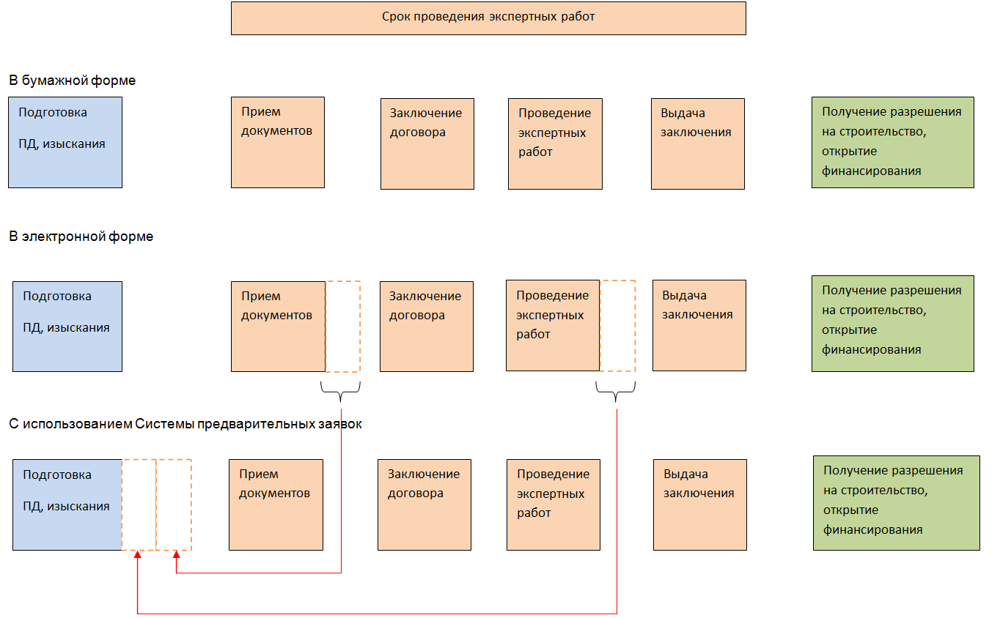 Срок проведения экспертных работ
В бумажной форме
Подготовка
ПД, изыскания
Прием
документов
Заключение
договора
Проведение
экспертных
работ
Выдача
заключения
Получение разрешения
на строительство,
открытие
финансирования
В электронной форме
Подготовка
ПД, изыскания
Прием
документов
Заключение
договора
Проведение
экспертных
работ
Выдача
заключения
Получение разрешения
на строительство,
открытие
финансирования
С использованием Системы предварительных заявок
Подготовка
ПД, изыскания
Прием
документов
Заключение
договора
Проведение
экспертных
работ
Выдача
заключения
Получение разрешения
на строительство,
открытие
финансирования